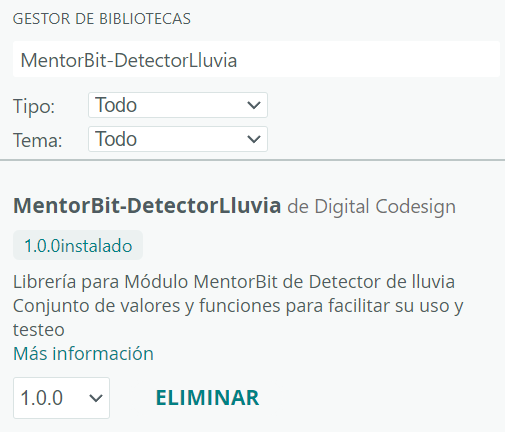 GESTOR DE BIBLIOTECAS
MentorBit-DetectorLluvia
Tipo: Todo
Tema: Todo
MentorBit-DetectorLluvia de Digital Codesign
1.0.0instalado
Librería para Módulo MentorBit de Detector de lluvia
Conjunto de valores y funciones para facilitar su uso y
testeo
Más información
1.0.0 ELIMINAR